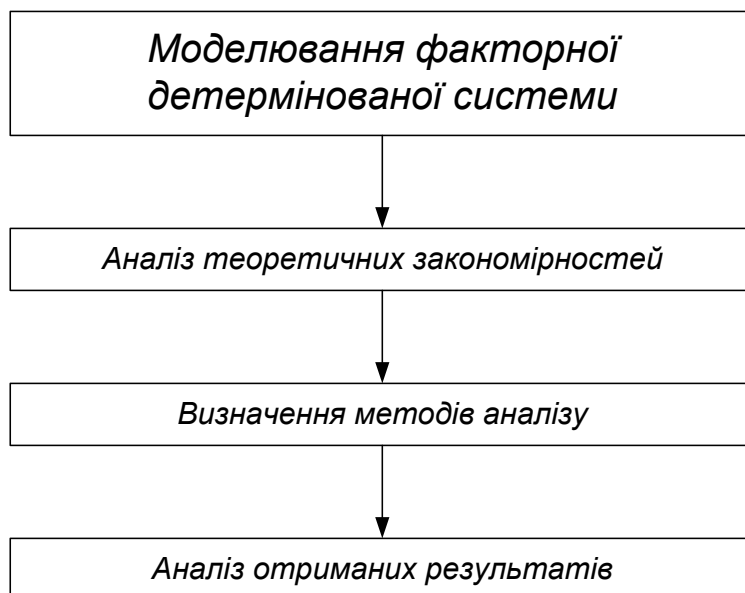 Моделювання факторної
детермінованої системи
Аналіз теоретичних закономірностей
Визначення методів аналізу
Аналіз отриманих результатів